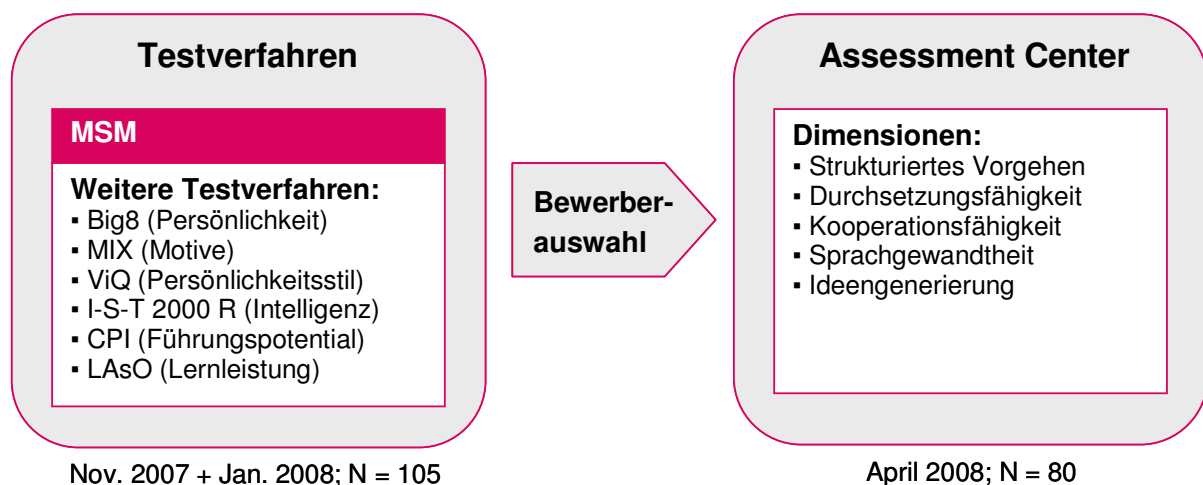 Testverfahren
MSM
Weitere Testverfahren:
▪ Big8 (Persönlichkeit)
▪ MIX (Motive)
▪ ViQ (Persönlichkeitsstil)
▪ I-S-T 2000 R (Intelligenz)
▪ CPI (Führungspotential)
▪ LAsO (Lernleistung)
Nov. 2007 + Jan. 2008; N = 105
Bewerber-
auswahl
Assessment Center
Dimensionen:
▪ Strukturiertes Vorgehen
▪ Durchsetzungsfähigkeit
▪ Kooperationsfähigkeit
▪ Sprachgewandtheit
▪ Ideengenerierung
April 2008; N = 80